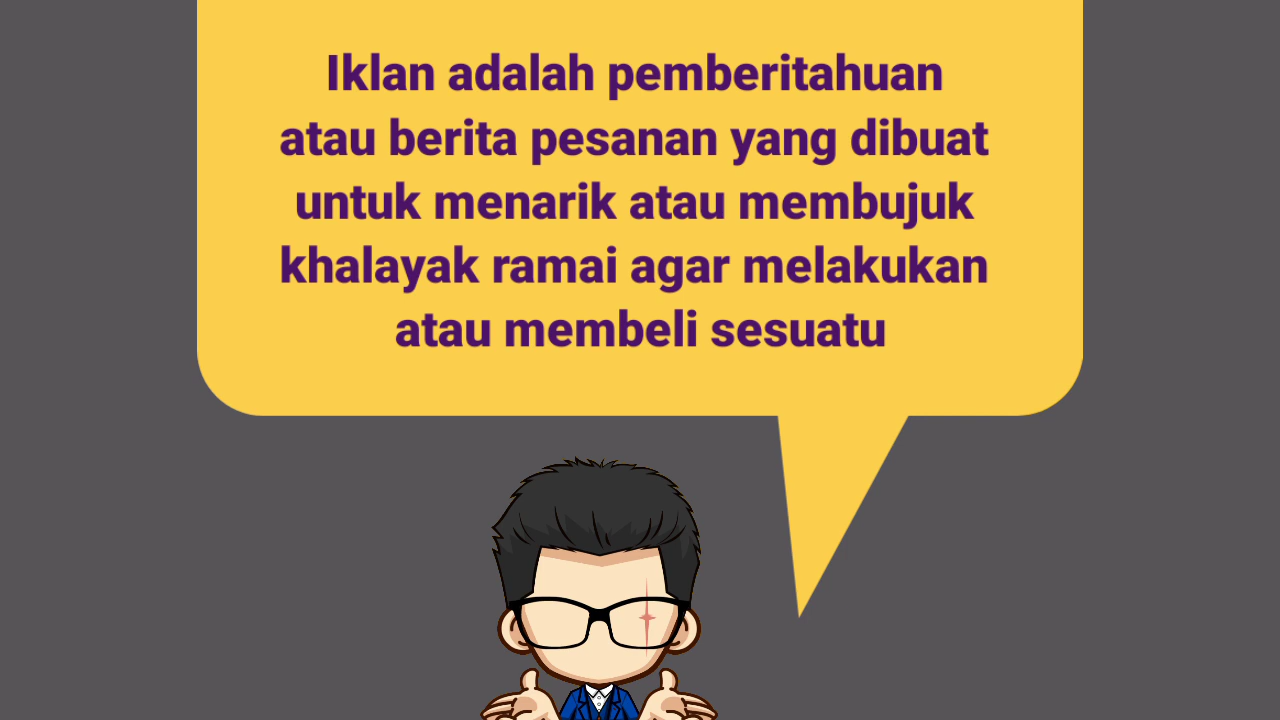 Iklan adalah pemberitahuan
atau berita pesanan yang dibuat
untuk menarik atau membujuk
khalayak ramai agar melakukan
atau membeli sesuatu